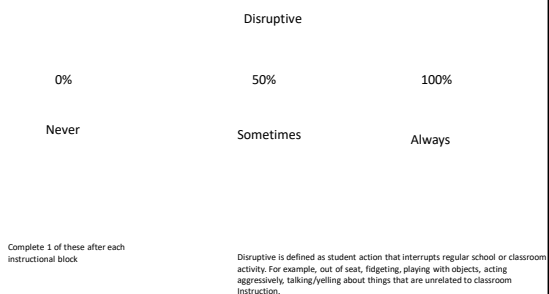 Disruptive
0% 50% 100%
Never Sometimes Always
Complete 1 of these after each
instructional block
Disruptive is defined as student action that interrupts regular school or classroom
activity. For example, out of seat, fidgeting, playing with objects, acting
aggressively, talking/yelling about things that are unrelated to classroom
Instruction.